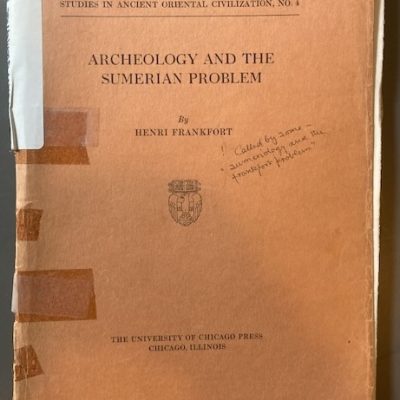 STUDIES IN ANCIENT ORIENTAL CIVILIZATION, NO. 4
ARCHEOLOGY AND THE
SUMERIAN PROBLEM
By
HENRI FRANKFORT
1) Called by some –
"Sumerology and the
Frankfort problem"
THE UNIVERSITY OF CHICAGO PRESS
CHICAGO, ILLINOIS